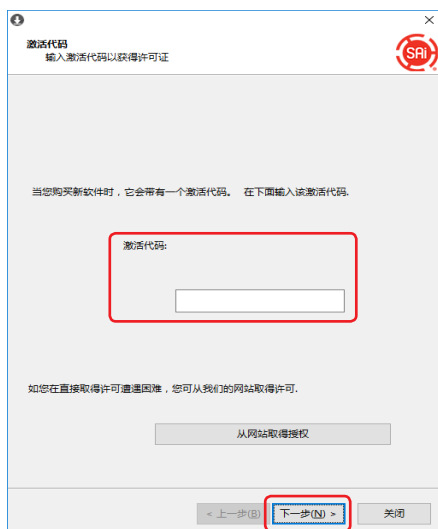 激活代码
输入激活代码以获得许可证
SAi
当您购买新软件时，它会带有一个激活代码。 在下面输入该激活代码.
激活代码:
如您在直接取得许可遭遇困难，您可从我们的网站取得许可.
从网站取得授权
< 上一步(B)
下一步(N) >
关闭